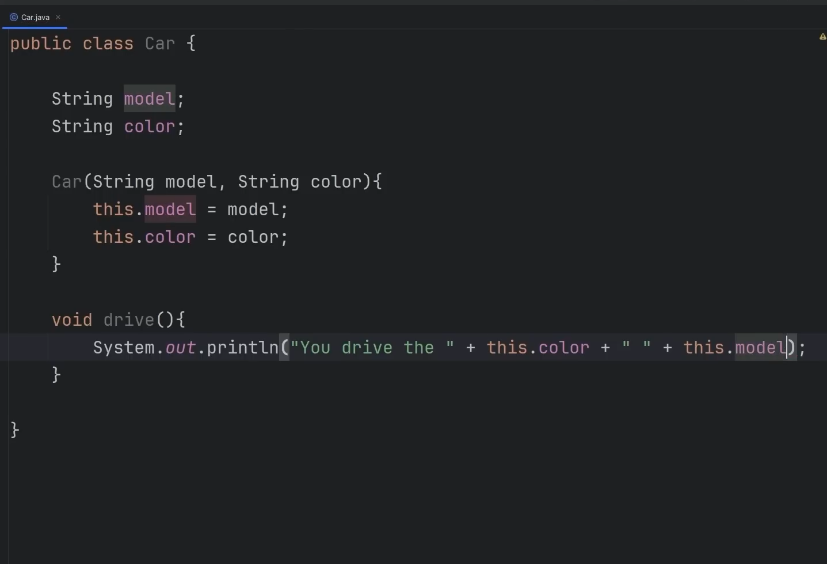 Car.java
public class Car {
    String model;
    String color;
    Car(String model, String color){
        this.model = model;
        this.color = color;
    }
    void drive(){
        System.out.println("You drive the " + this.color + " " + this.model);
    }
}